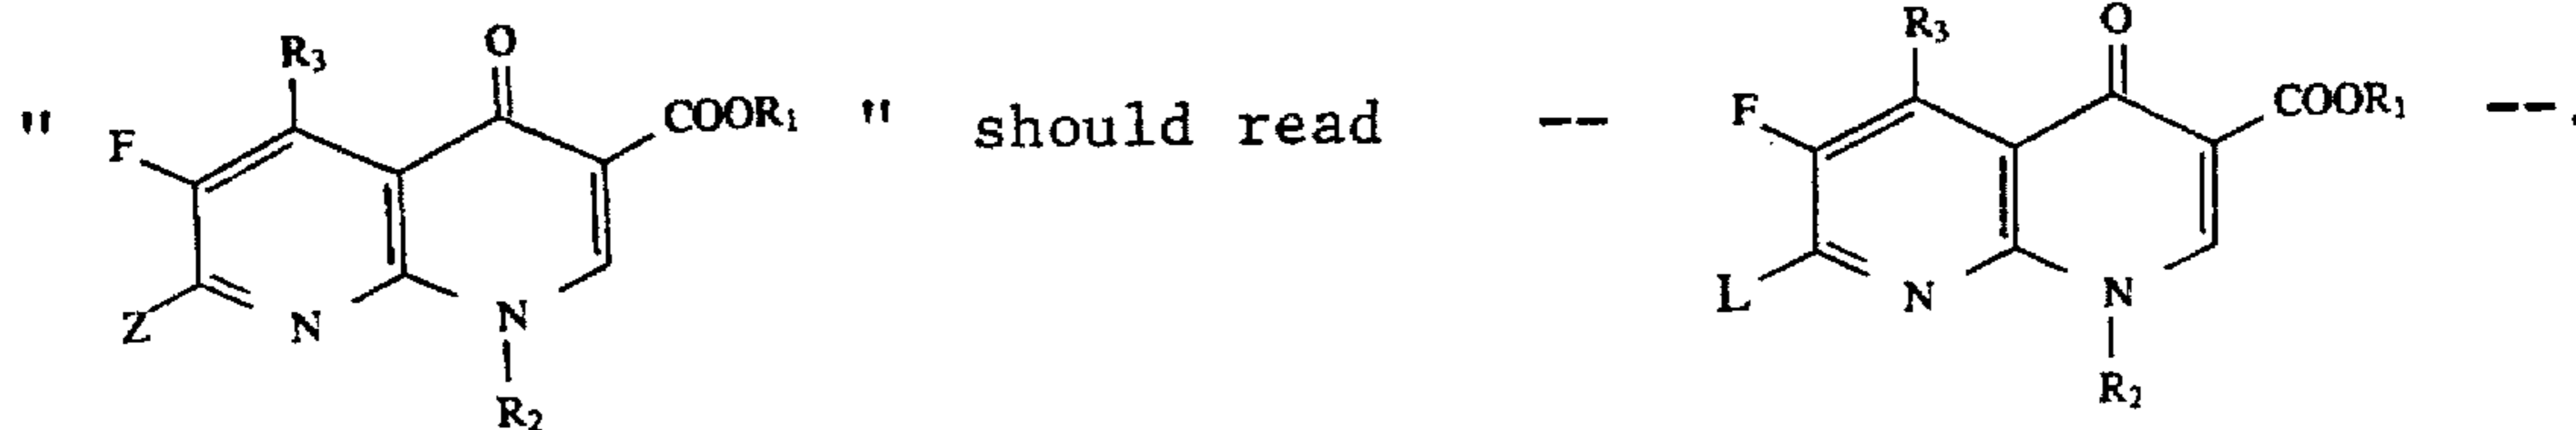 " R3 O F COOR1 Z N N R2 " should read -- R3 O F COOR1 L N N R2 --.